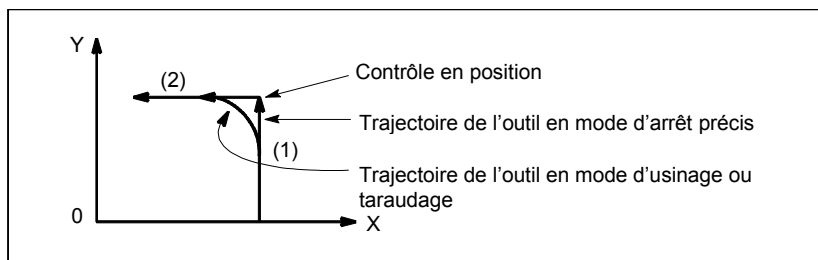 Y
(2)
Contrôle en position
Trajectoire de l'outil en mode d'arrêt précis
(1)
Trajectoire de l'outil en mode d'usinage ou
taraudage
0
X